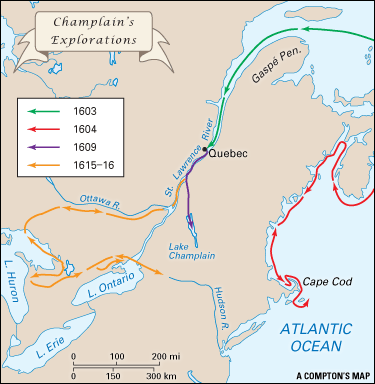 Champlain's
Explorations
1603
1604
1609
1615–16
Gaspé Pen.
St. Lawrence River
Quebec
Ottawa R.
Lake
Champlain
L. Huron
L. Ontario
L. Erie
Hudson R.
Cape Cod
ATLANTIC
OCEAN
0 100 200 mi
0 150 300 km
A COMPTON'S MAP